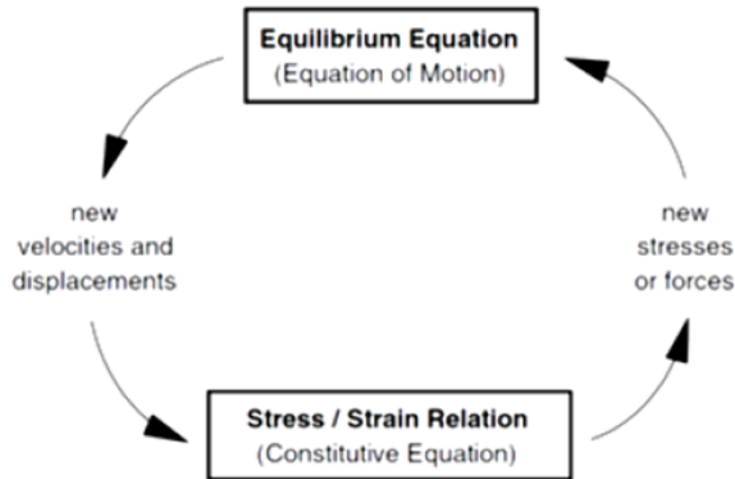 Equilibrium Equation
(Equation of Motion)
new
velocities and
displacements
new
stresses
or forces
Stress / Strain Relation
(Constitutive Equation)